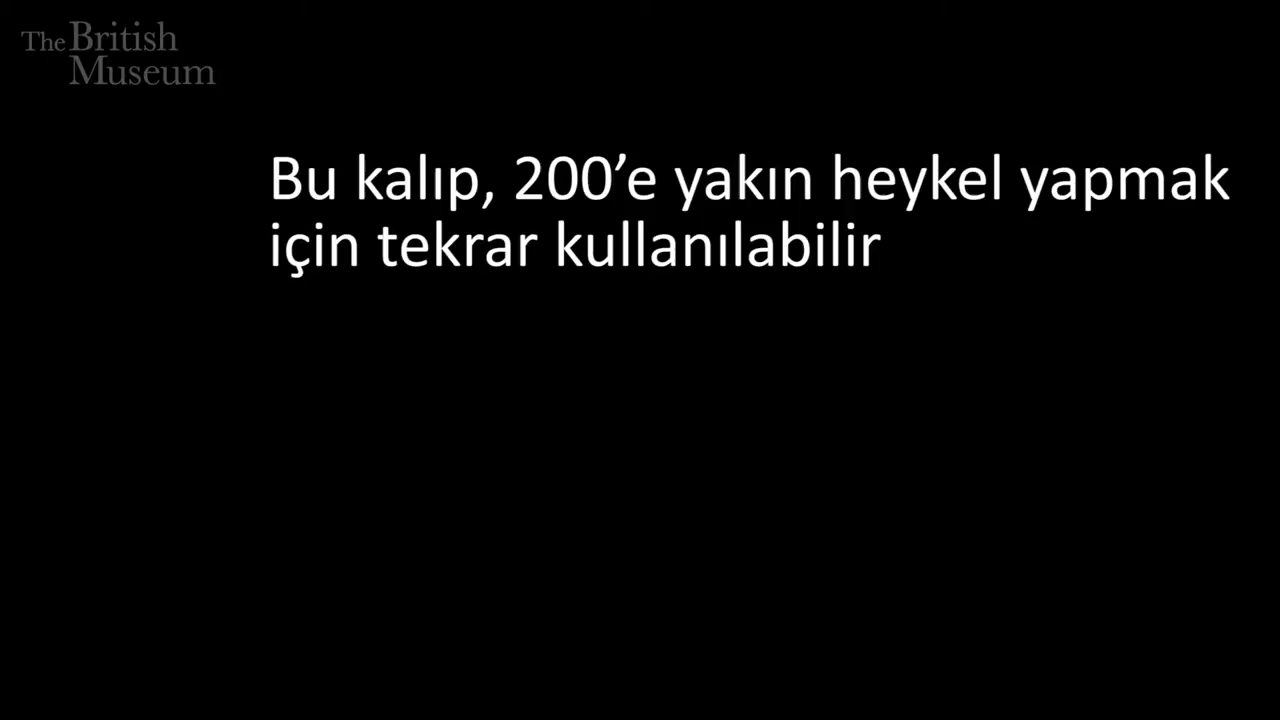 The British
Museum
Bu kalıp, 200’e yakın heykel yapmak
için tekrar kullanılabilir